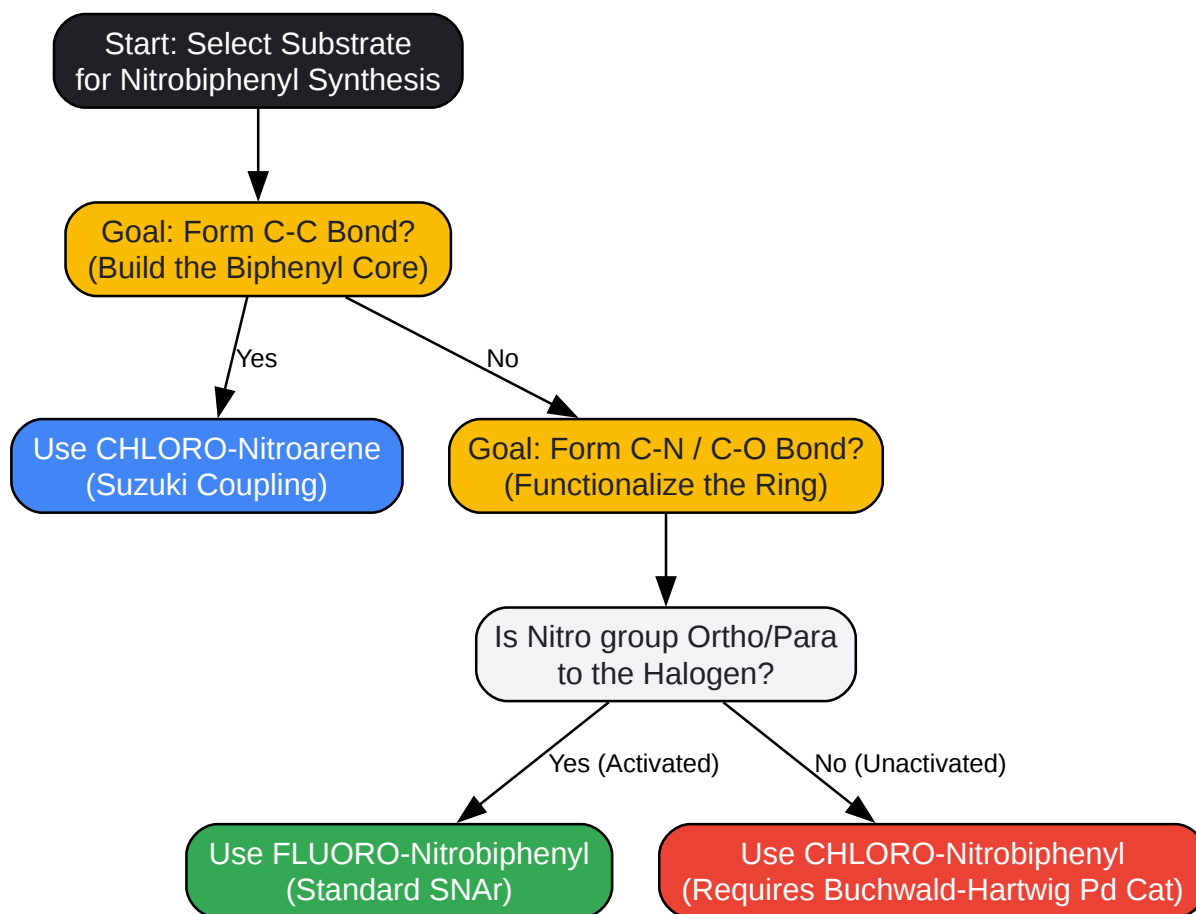 Start: Select Substrate
for Nitrobiphenyl Synthesis
Goal: Form C-C Bond?
(Build the Biphenyl Core)
Yes
No
Use CHLORO-Nitroarene
(Suzuki Coupling)
Goal: Form C-N / C-O Bond?
(Functionalize the Ring)
Is Nitro group Ortho/Para
to the Halogen?
Yes (Activated)
No (Unactivated)
Use FLUORO-Nitrobiphenyl
(Standard SNAr)
Use CHLORO-Nitrobiphenyl
(Requires Buchwald-Hartwig Pd Cat)